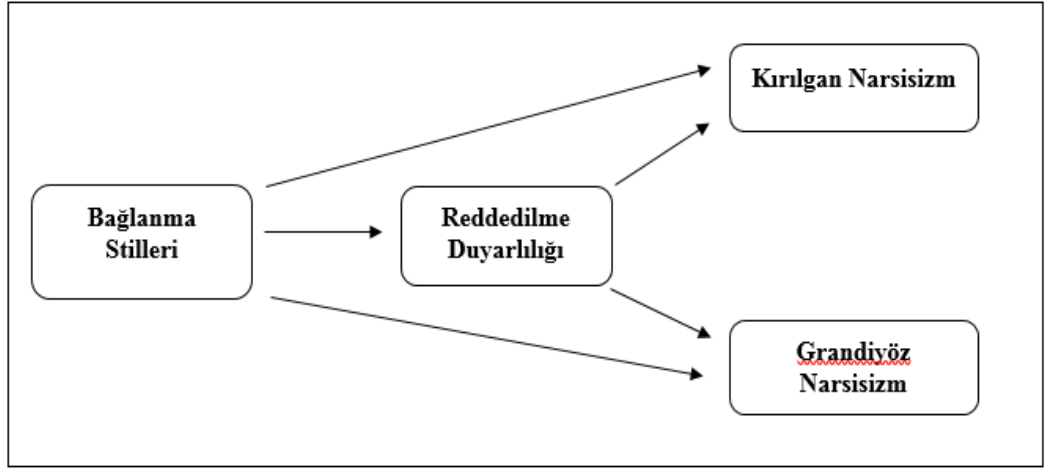 Kırılgan Narsisizm
Bağlanma
Stilleri
Reddedilme
Duyarlılığı
Grandiyöz
Narsisizm